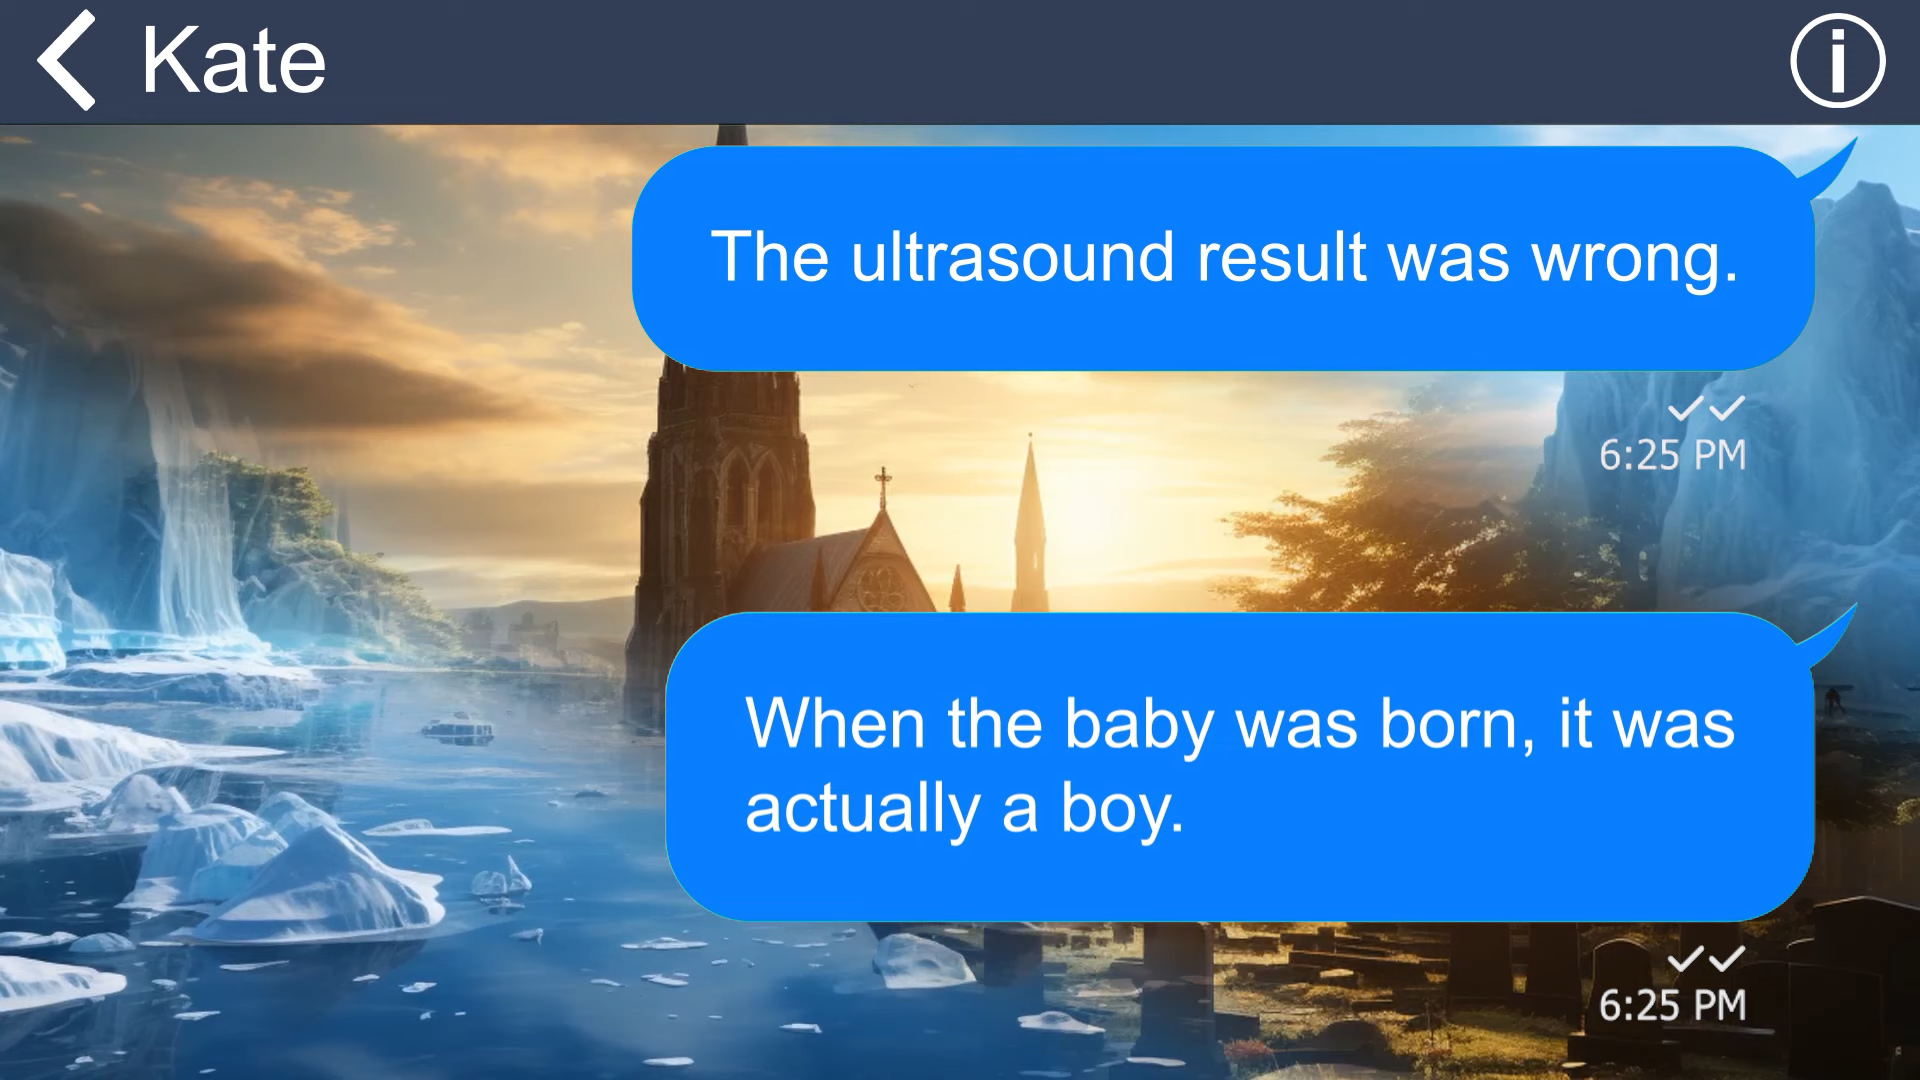 Kate
The ultrasound result was wrong.
6:25 PM
When the baby was born, it was
actually a boy.
6:25 PM